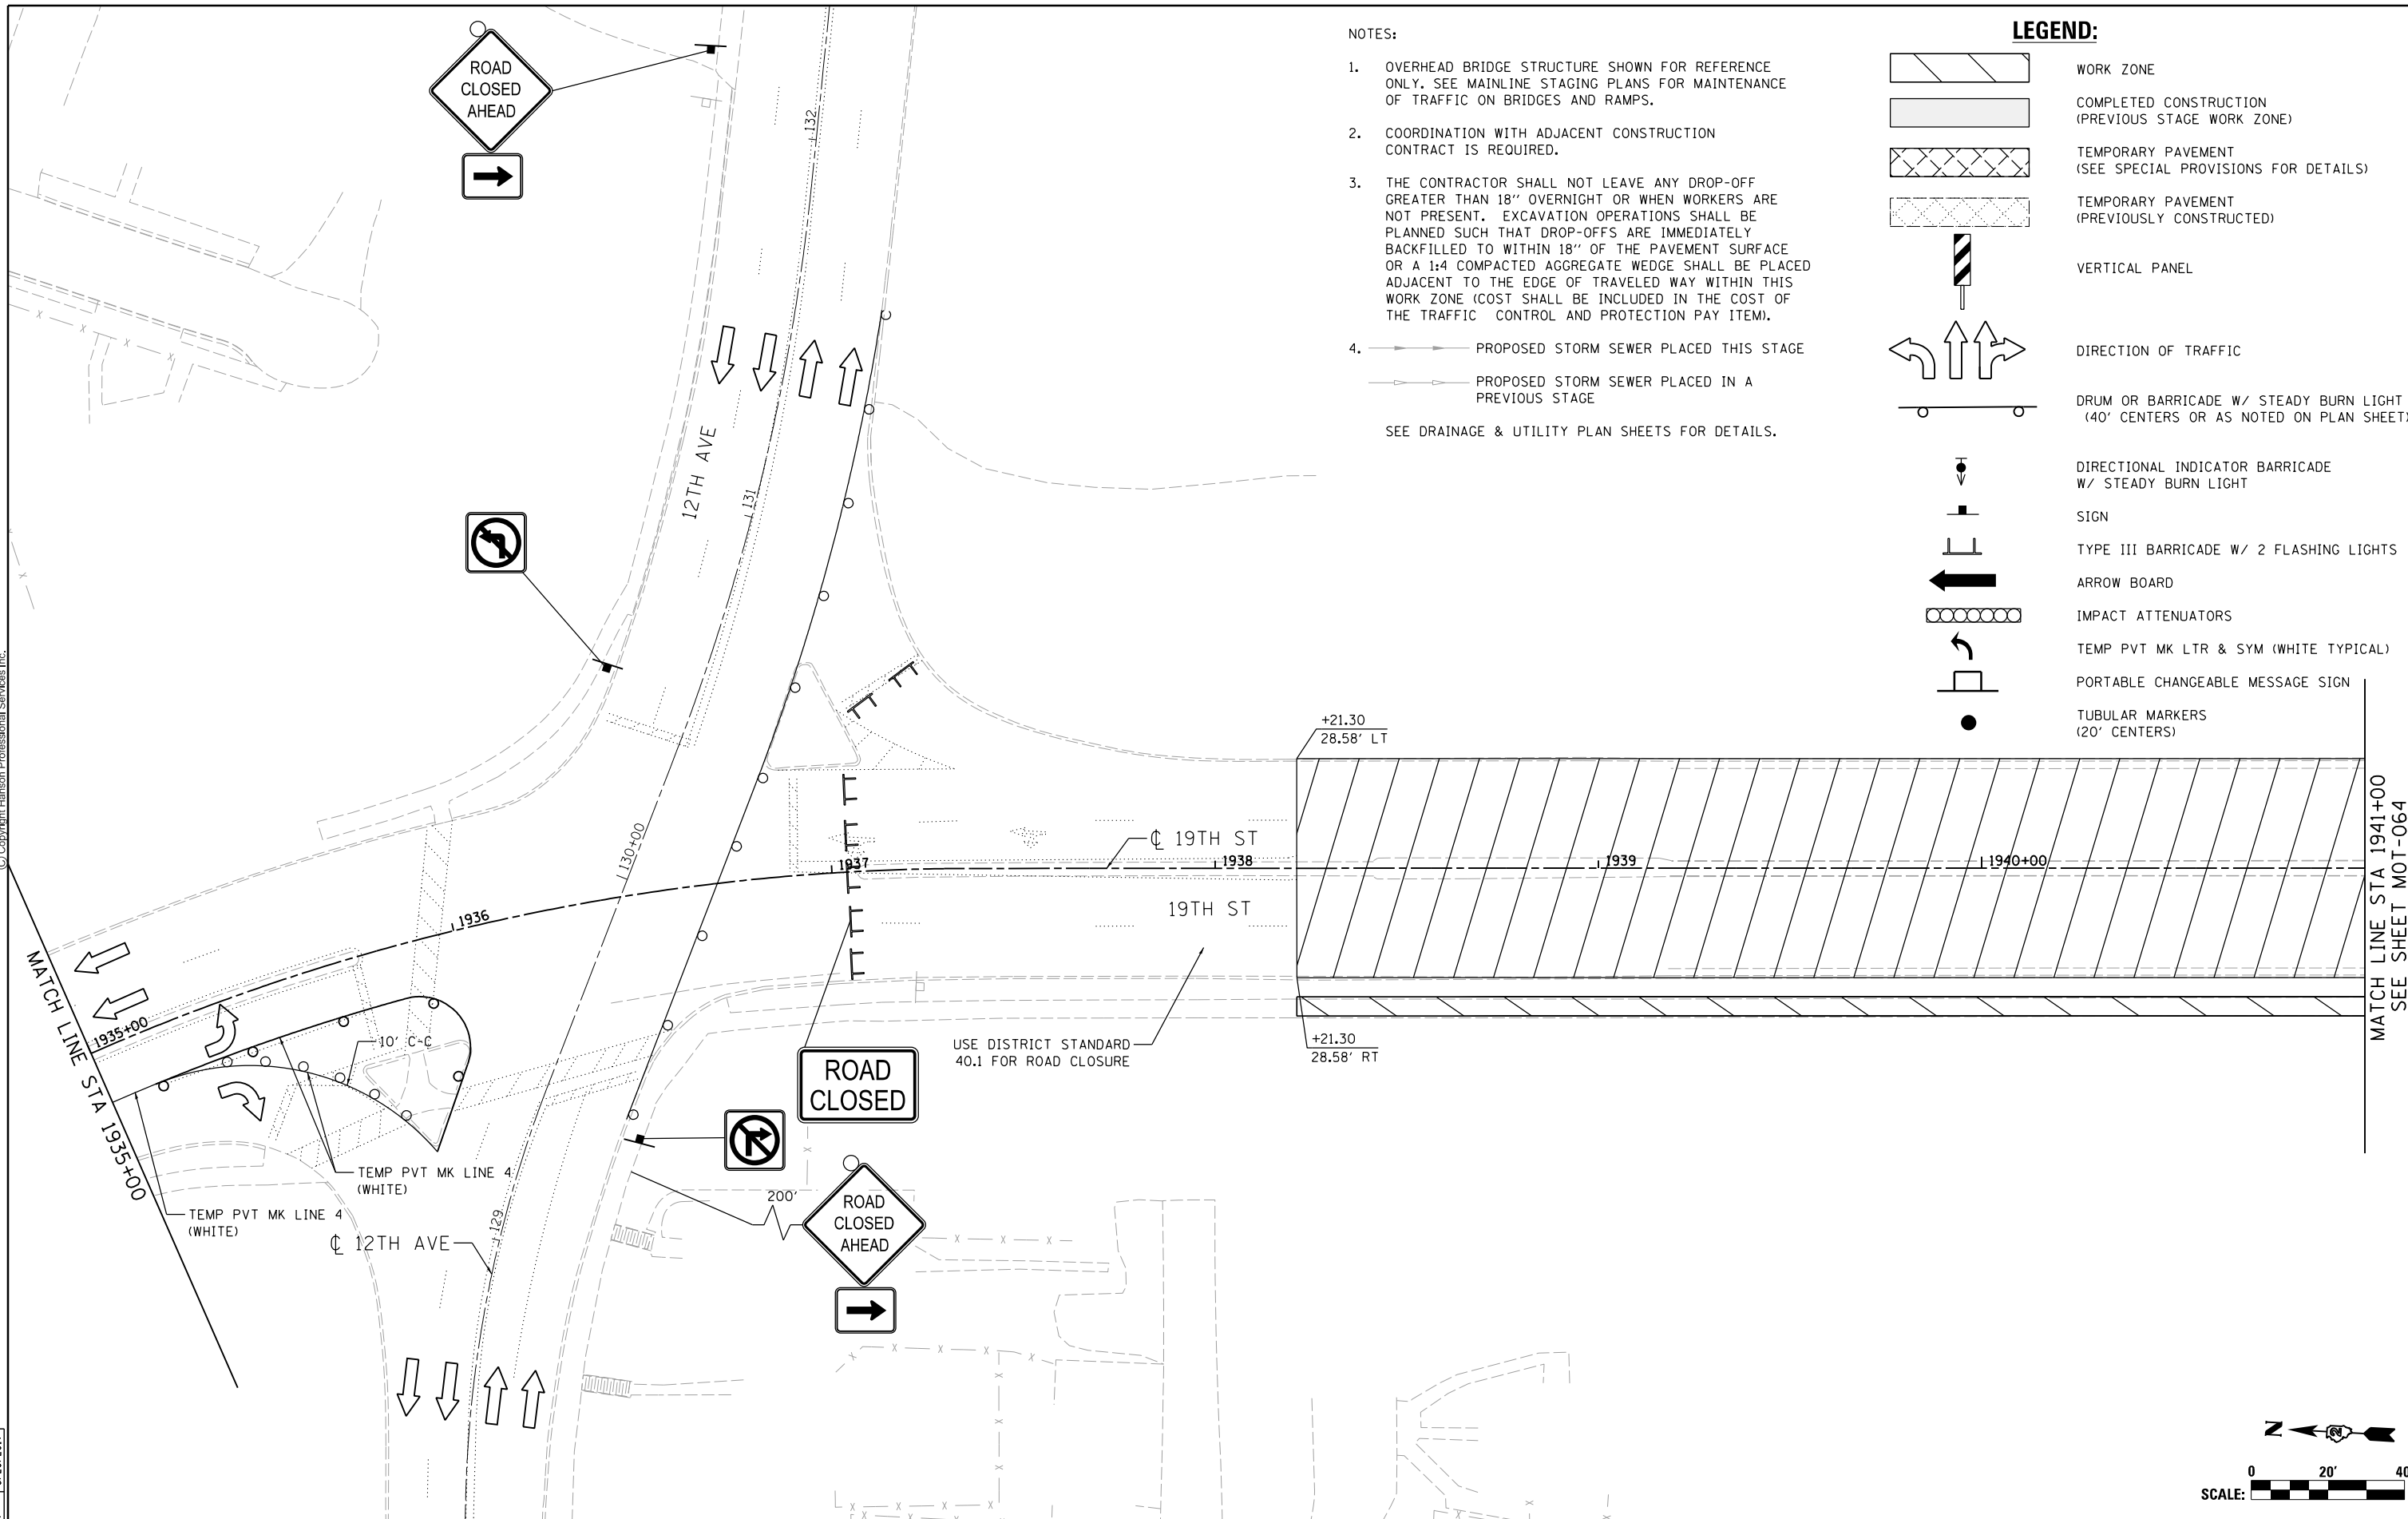 ROAD
CLOSED
AHEAD
NOTES:
1. OVERHEAD BRIDGE STRUCTURE SHOWN FOR REFERENCE
ONLY. SEE MAINLINE STAGING PLANS FOR MAINTENANCE
OF TRAFFIC ON BRIDGES AND RAMPS.
2. COORDINATION WITH ADJACENT CONSTRUCTION
CONTRACT IS REQUIRED.
3. THE CONTRACTOR SHALL NOT LEAVE ANY DROP-OFF
GREATER THAN 18'' OVERNIGHT OR WHEN WORKERS ARE
NOT PRESENT. EXCAVATION OPERATIONS SHALL BE
PLANNED SUCH THAT DROP-OFFS ARE IMMEDIATELY
BACKFILLED TO WITHIN 18'' OF THE PAVEMENT SURFACE
OR A 1:4 COMPACTED AGGREGATE WEDGE SHALL BE PLACED
ADJACENT TO THE EDGE OF TRAVELED WAY WITHIN THIS
WORK ZONE (COST SHALL BE INCLUDED IN THE COST OF
THE TRAFFIC CONTROL AND PROTECTION PAY ITEM).
4. PROPOSED STORM SEWER PLACED THIS STAGE
PROPOSED STORM SEWER PLACED IN A
PREVIOUS STAGE
SEE DRAINAGE & UTILITY PLAN SHEETS FOR DETAILS.
LEGEND:
WORK ZONE
COMPLETED CONSTRUCTION
(PREVIOUS STAGE WORK ZONE)
TEMPORARY PAVEMENT
(SEE SPECIAL PROVISIONS FOR DETAILS)
TEMPORARY PAVEMENT
(PREVIOUSLY CONSTRUCTED)
VERTICAL PANEL
DIRECTION OF TRAFFIC
DRUM OR BARRICADE W/ STEADY BURN LIGHT
(40' CENTERS OR AS NOTED ON PLAN SHEET)
DIRECTIONAL INDICATOR BARRICADE
W/ STEADY BURN LIGHT
SIGN
TYPE III BARRICADE W/ 2 FLASHING LIGHTS
ARROW BOARD
IMPACT ATTENUATORS
TEMP PVT MK LTR & SYM (WHITE TYPICAL)
PORTABLE CHANGEABLE MESSAGE SIGN
TUBULAR MARKERS
(20' CENTERS)
132
12TH AVE
131
130+00
129
(C) Copyright Hanson Professional Services Inc.
+21.30
28.58' LT
℄ 19TH ST
1935+00
1936
1937
1938
1939
1940+00
19TH ST
MATCH LINE STA 1941+00
SEE SHEET MOT-064
MATCH LINE STA 1935+00
10' C-C
USE DISTRICT STANDARD
40.1 FOR ROAD CLOSURE
+21.30
28.58' RT
ROAD
CLOSED
TEMP PVT MK LINE 4
(WHITE)
TEMP PVT MK LINE 4
(WHITE)
℄ 12TH AVE
200'
ROAD
CLOSED
AHEAD
N
2
0 20' 40
SCALE: